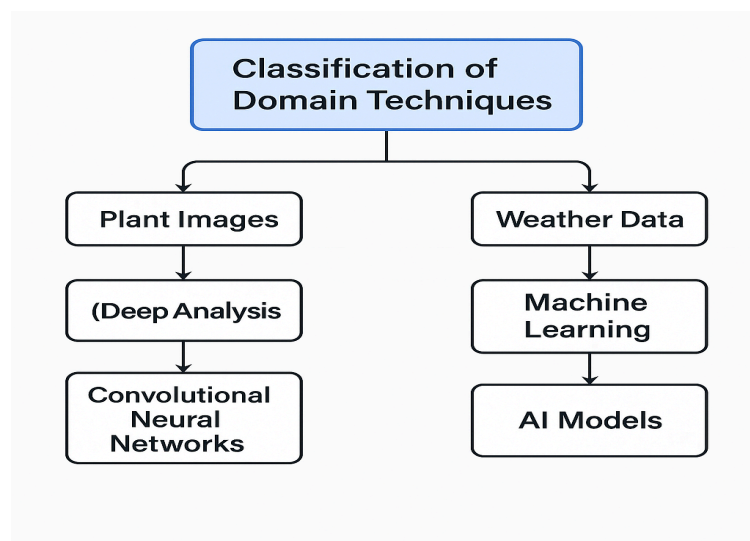 Classification of
Domain Techniques
Plant Images
Weather Data
(Deep Analysis
Machine
Learning
Convolutional
Neural
Networks
AI Models